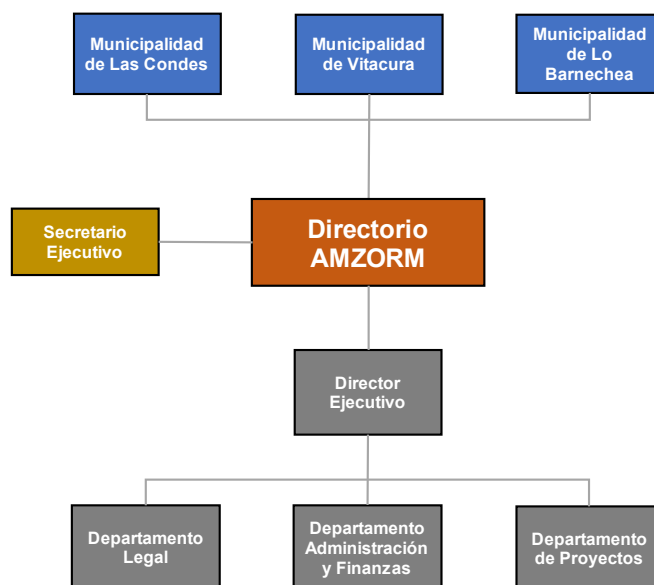 Municipalidad
de Las Condes
Municipalidad
de Vitacura
Municipalidad
de Lo
Barnechea
Secretario
Ejecutivo
Directorio
AMZORM
Director
Ejecutivo
Departamento
Legal
Departamento
Administración
y Finanzas
Departamento
de Proyectos